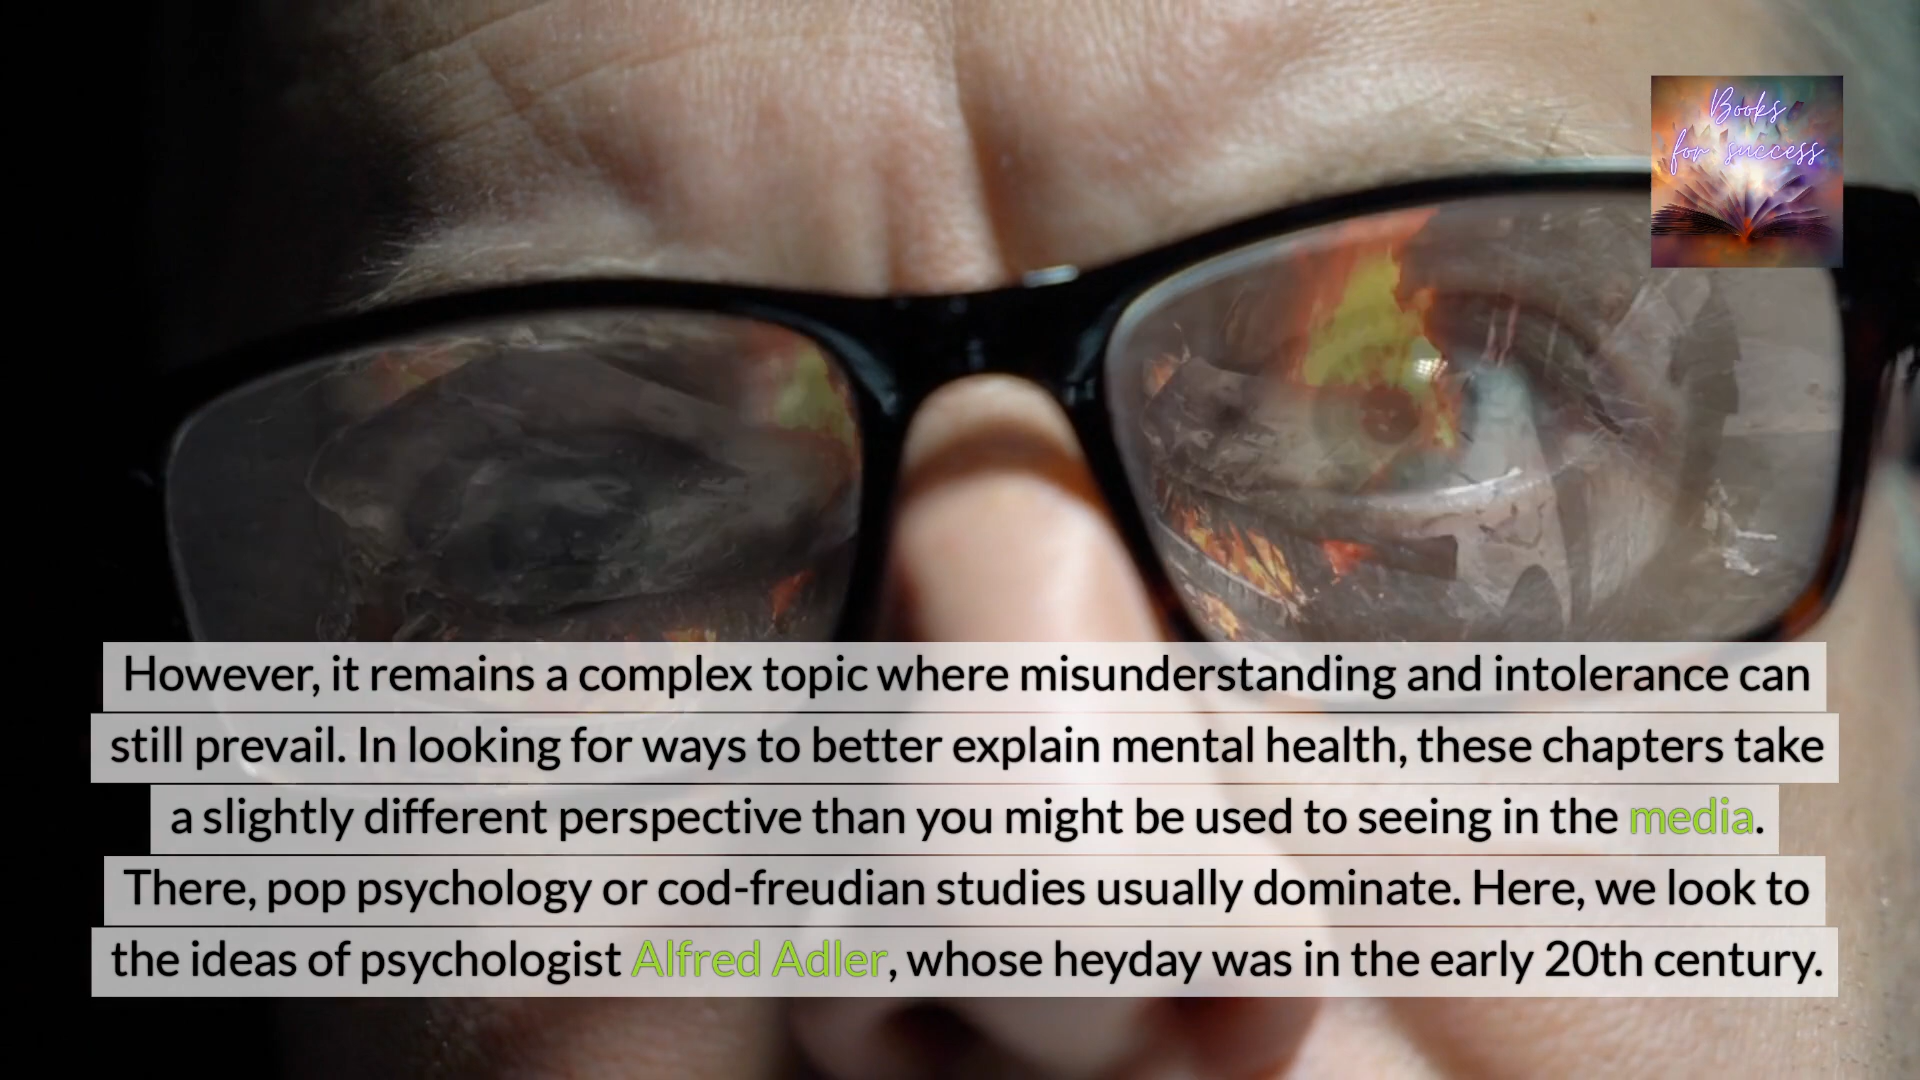 Books
for success
However, it remains a complex topic where misunderstanding and intolerance can
still prevail. In looking for ways to better explain mental health, these chapters take
a slightly different perspective than you might be used to seeing in the media.
There, pop psychology or cod-freudian studies usually dominate. Here, we look to
the ideas of psychologist Alfred Adler, whose heyday was in the early 20th century.